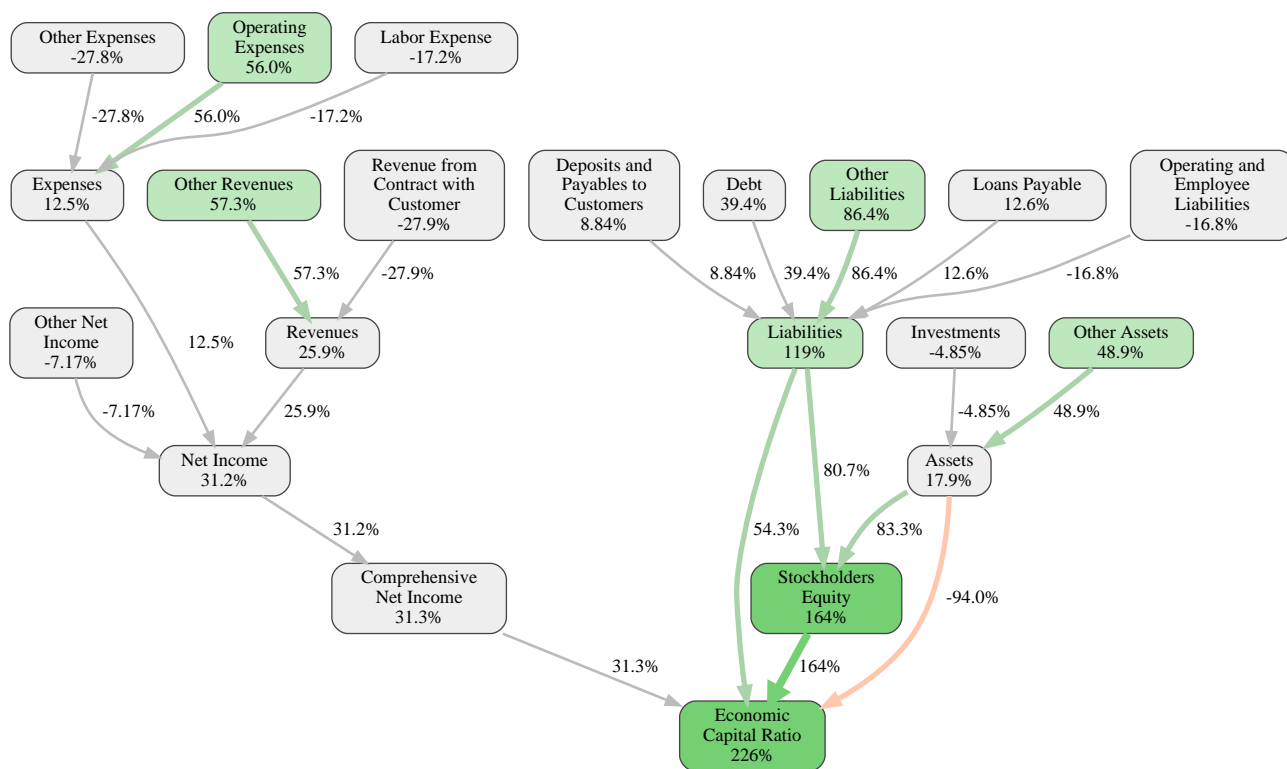 Other Expenses
-27.8%
Operating
Expenses
56.0%
Labor Expense
-17.2%
-27.8%
56.0%
-17.2%
Expenses
12.5%
Other Revenues
57.3%
Revenue from
Contract with
Customer
-27.9%
Deposits and
Payables to
Customers
8.84%
Debt
39.4%
Other
Liabilities
86.4%
Loans Payable
12.6%
Operating and
Employee
Liabilities
-16.8%
57.3%
-27.9%
8.84%
39.4%
86.4%
12.6%
-16.8%
Other Net
Income
-7.17%
12.5%
Revenues
25.9%
Liabilities
119%
Investments
-4.85%
Other Assets
48.9%
-7.17%
25.9%
-4.85%
48.9%
Net Income
31.2%
80.7%
Assets
17.9%
31.2%
54.3%
83.3%
Comprehensive
Net Income
31.3%
Stockholders
Equity
164%
-94.0%
31.3%
164%
Economic
Capital Ratio
226%